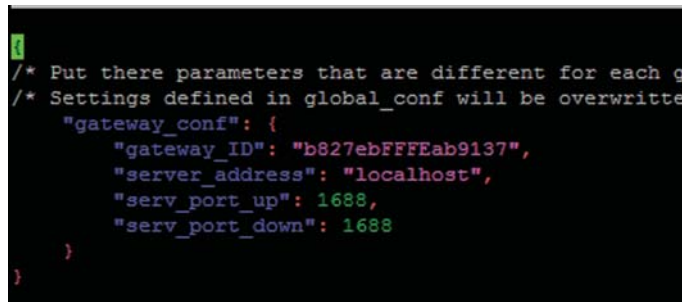 {
/* Put there parameters that are different for each g
/* Settings defined in global_conf will be overwritte
    "gateway_conf": {
        "gateway_ID": "b827ebFFFEab9137",
        "server_address": "localhost",
        "serv_port_up": 1688,
        "serv_port_down": 1688
    }
}